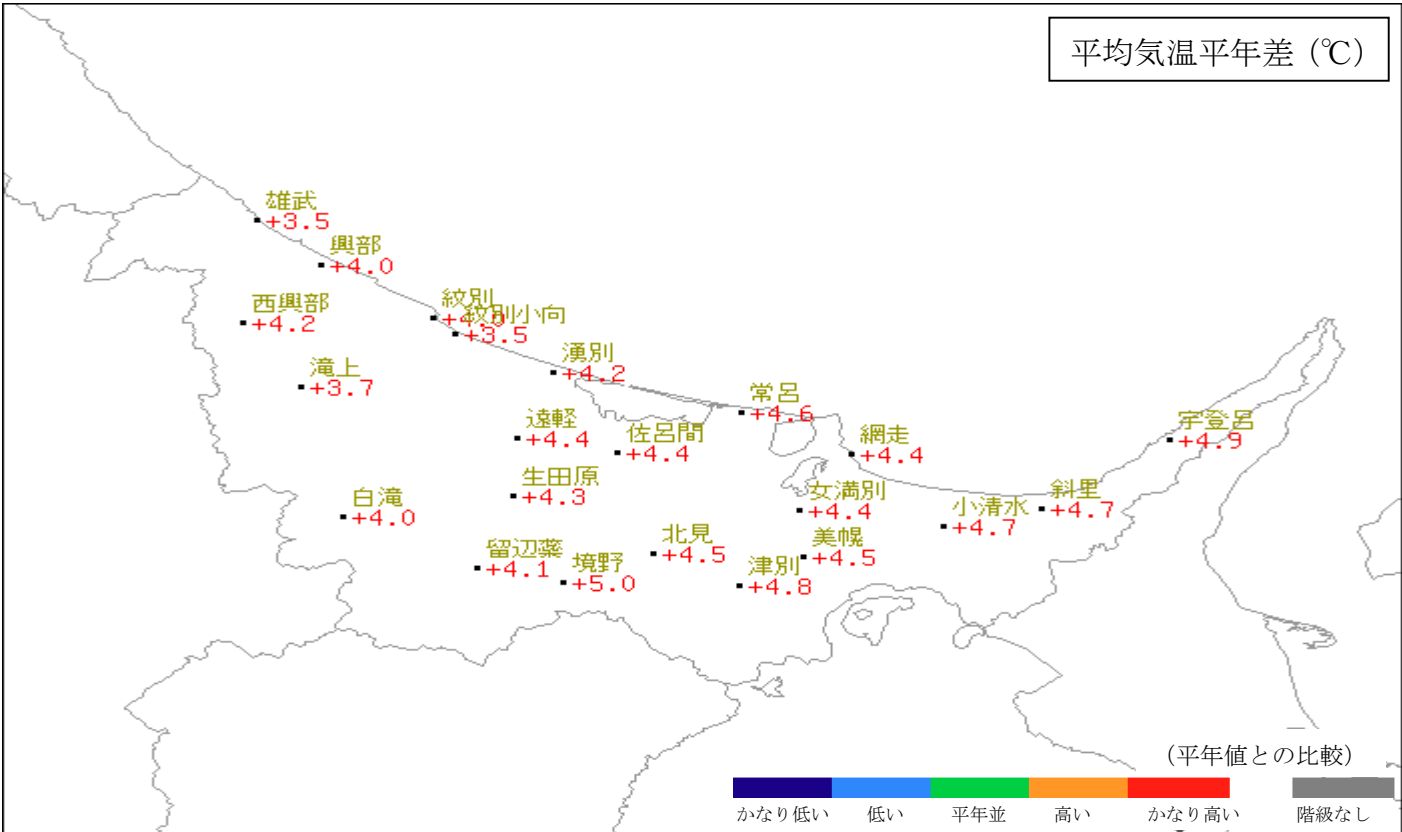 平均気温平年差（℃）
雄武
+3.5
興部
+4.0
西興部
+4.2
紋別
紋別小向
+3.5
滝上
+3.7
湧別
+4.2
常呂
+4.6
遠軽
+4.4
佐呂間
+4.4
網走
+4.4
宇登呂
+4.9
生田原
+4.3
白滝
+4.0
女満別
+4.4
小清水
+4.7
斜里
+4.7
北見
+4.5
美幌
+4.5
留辺蘂
+4.1
境野
+5.0
津別
+4.8
（平年値との比較）
かなり低い 低い 平年並 高い かなり高い 階級なし